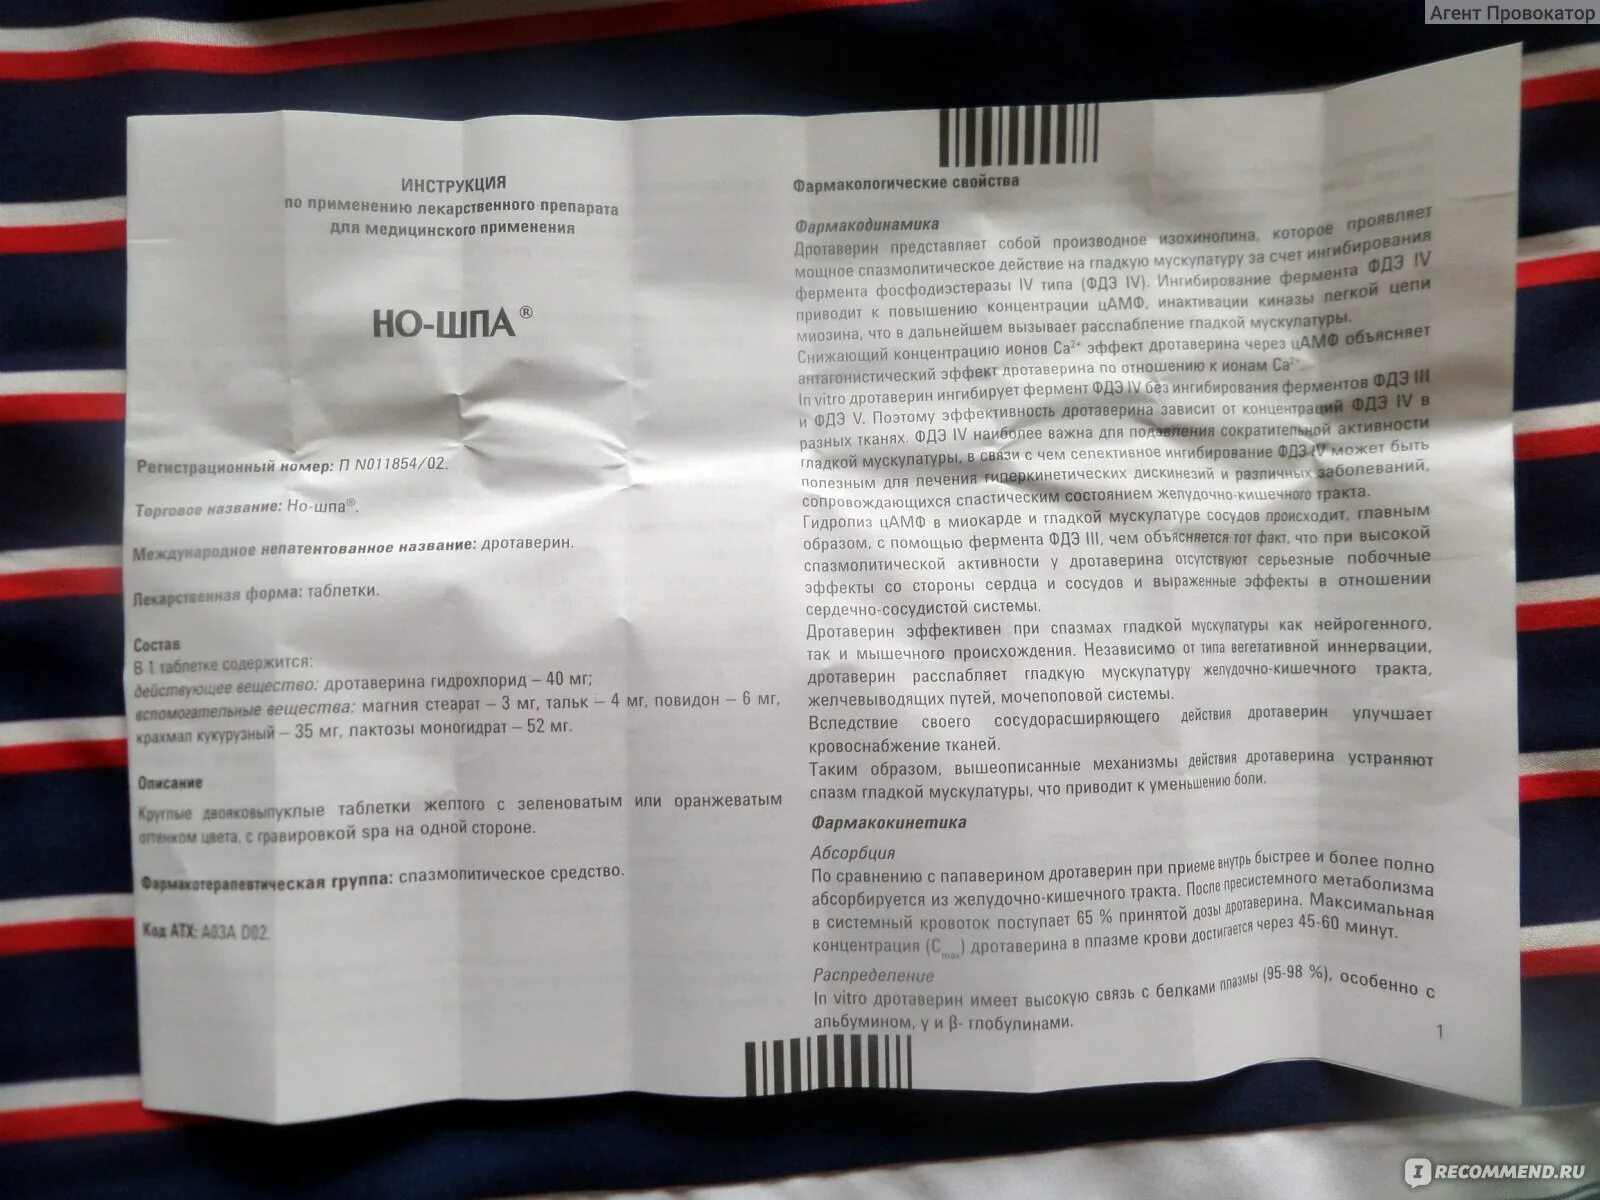 Агент Провокатор
ИНСТРУКЦИЯ
по применению лекарственного препарата
для медицинского применения
НО-ШПА®
Регистрационный номер: П N011854/02.
Торговое название: Но-шпа®.
Международное непатентованное название: дротаверин.
Лекарственная форма: таблетки.
Состав
В 1 таблетке содержится:
действующее вещество: дротаверина гидрохлорид – 40 мг;
вспомогательные вещества: магния стеарат – 3 мг, тальк – 4 мг, повидон – 6 мг,
крахмал кукурузный – 35 мг, лактозы моногидрат – 52 мг.
Описание
Круглые двояковыпуклые таблетки желтого с зеленоватым или оранжеватым
оттенком цвета, с гравировкой spa на одной стороне.
Фармакотерапевтическая группа: спазмолитическое средство.
Код АТХ: A03A D02.
Фармакологические свойства
Фармакодинамика
Дротаверин представляет собой производное изохинолина, которое проявляет
мощное спазмолитическое действие на гладкую мускулатуру за счет ингибирования
фермента фосфодиэстеразы IV типа (ФДЭ IV). Ингибирование фермента ФДЭ IV
приводит к повышению концентрации цАМФ, инактивации киназы легкой цепи
миозина, что в дальнейшем вызывает расслабление гладкой мускулатуры.
Снижающий концентрацию ионов Ca²⁺ эффект дротаверина через цАМФ объясняет
антагонистический эффект дротаверина по отношению к ионам Ca²⁺.
In vitro дротаверин ингибирует фермент ФДЭ IV без ингибирования ферментов ФДЭ III
и ФДЭ V. Поэтому эффективность дротаверина зависит от концентраций ФДЭ IV в
разных тканях. ФДЭ IV наиболее важна для подавления сократительной активности
гладкой мускулатуры, в связи с чем селективное ингибирование ФДЭ IV может быть
полезным для лечения гиперкинетических дискинезий и различных заболеваний,
сопровождающихся спастическим состоянием желудочно-кишечного тракта.
Гидролиз цАМФ в миокарде и гладкой мускулатуре сосудов происходит, главным
образом, с помощью фермента ФДЭ III, чем объясняется тот факт, что при высокой
спазмолитической активности у дротаверина отсутствуют серьезные побочные
эффекты со стороны сердца и сосудов и выраженные эффекты в отношении
сердечно-сосудистой системы.
Дротаверин эффективен при спазмах гладкой мускулатуры как нейрогенного,
так и мышечного происхождения. Независимо от типа вегетативной иннервации,
дротаверин расслабляет гладкую мускулатуру желудочно-кишечного тракта,
желчевыводящих путей, мочеполовой системы.
Вследствие своего сосудорасширяющего действия дротаверин улучшает
кровоснабжение тканей.
Таким образом, вышеописанные механизмы действия дротаверина устраняют
спазм гладкой мускулатуры, что приводит к уменьшению боли.
Фармакокинетика
Абсорбция
По сравнению с папаверином дротаверин при приеме внутрь быстрее и более полно
абсорбируется из желудочно-кишечного тракта. После пресистемного метаболизма
в системный кровоток поступает 65 % принятой дозы дротаверина. Максимальная
концентрация (Cmax) дротаверина в плазме крови достигается через 45-60 минут.
Распределение
In vitro дротаверин имеет высокую связь с белками плазмы (95-98 %), особенно с
альбумином, γ и β- глобулинами.
1
IRECOMMEND.RU